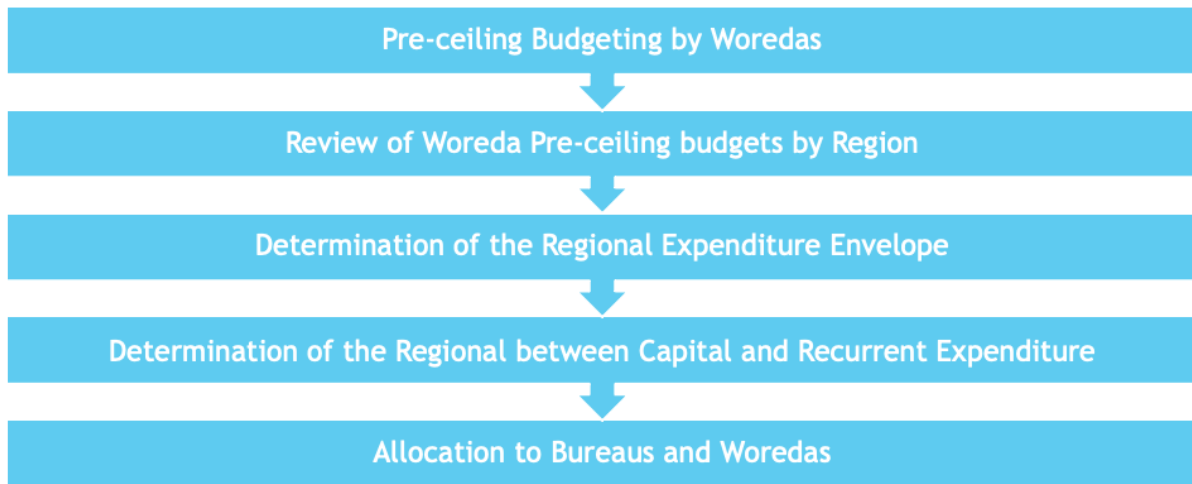 Pre-ceiling Budgeting by Woredas
Review of Woreda Pre-ceiling budgets by Region
Determination of the Regional Expenditure Envelope
Determination of the Regional between Capital and Recurrent Expenditure
Allocation to Bureaus and Woredas